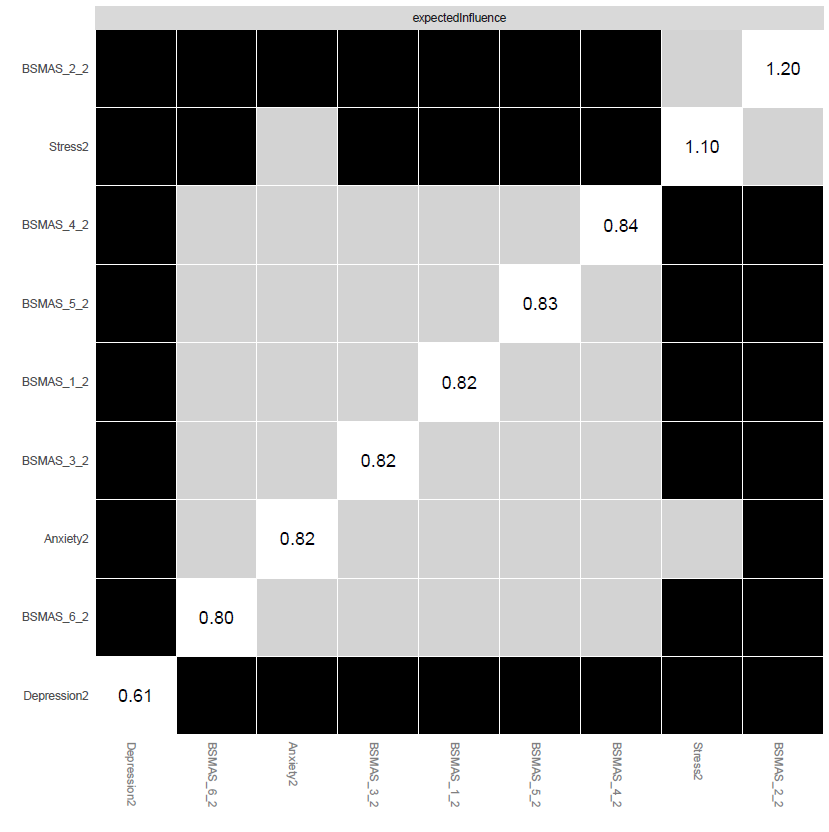 expectedInfluence
BSMAS_2_2 1.20
Stress2 1.10
BSMAS_4_2 0.84
BSMAS_5_2 0.83
BSMAS_1_2 0.82
BSMAS_3_2 0.82
Anxiety2 0.82
BSMAS_6_2 0.80
Depression2 0.61
Depression2 BSMAS_6_2 Anxiety2 BSMAS_3_2 BSMAS_1_2 BSMAS_5_2 BSMAS_4_2 Stress2 BSMAS_2_2